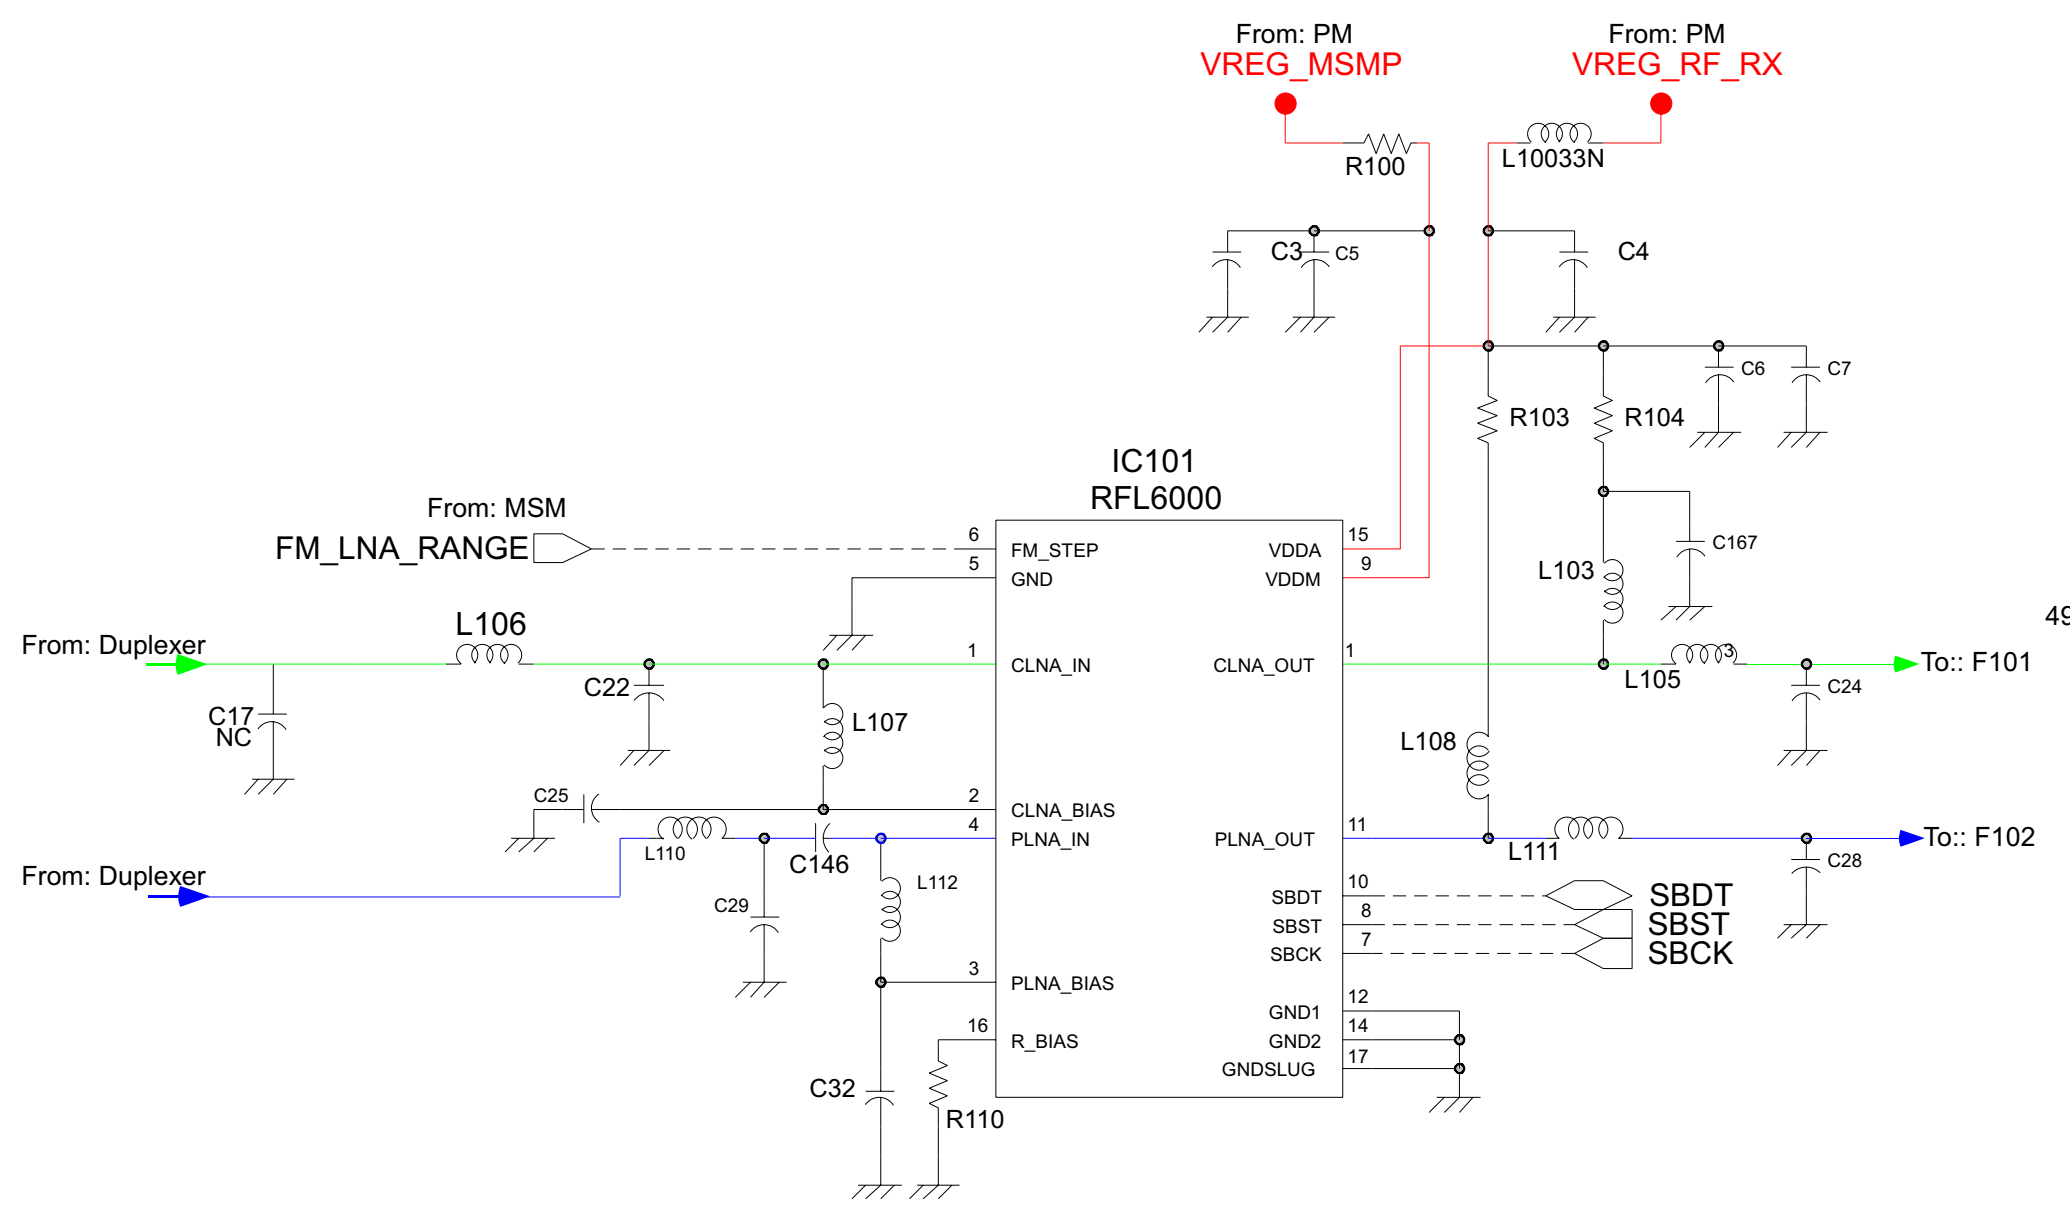 From: PM
From: PM
VREG_MSMP
VREG_RF_RX
R100
L10033N
C3
C5
C4
C6
C7
R103
R104
IC101
RFL6000
From: MSM
FM_LNA_RANGE
6
FM_STEP
5
GND
15
VDDA
9
VDDM
C167
L103
49
From: Duplexer
L106
1
CLNA_IN
CLNA_OUT
1
3
L105
To:: F101
C22
C17
NC
L107
C24
L108
C25
2
CLNA_BIAS
4
PLNA_IN
PLNA_OUT
11
L110
C146
L111
To:: F102
C28
From: Duplexer
C29
L112
SBDT
10
SBDT
SBST
8
SBST
SBCK
7
SBCK
3
PLNA_BIAS
GND1
12
16
R_BIAS
GND2
14
GNDSLUG
17
C32
R110